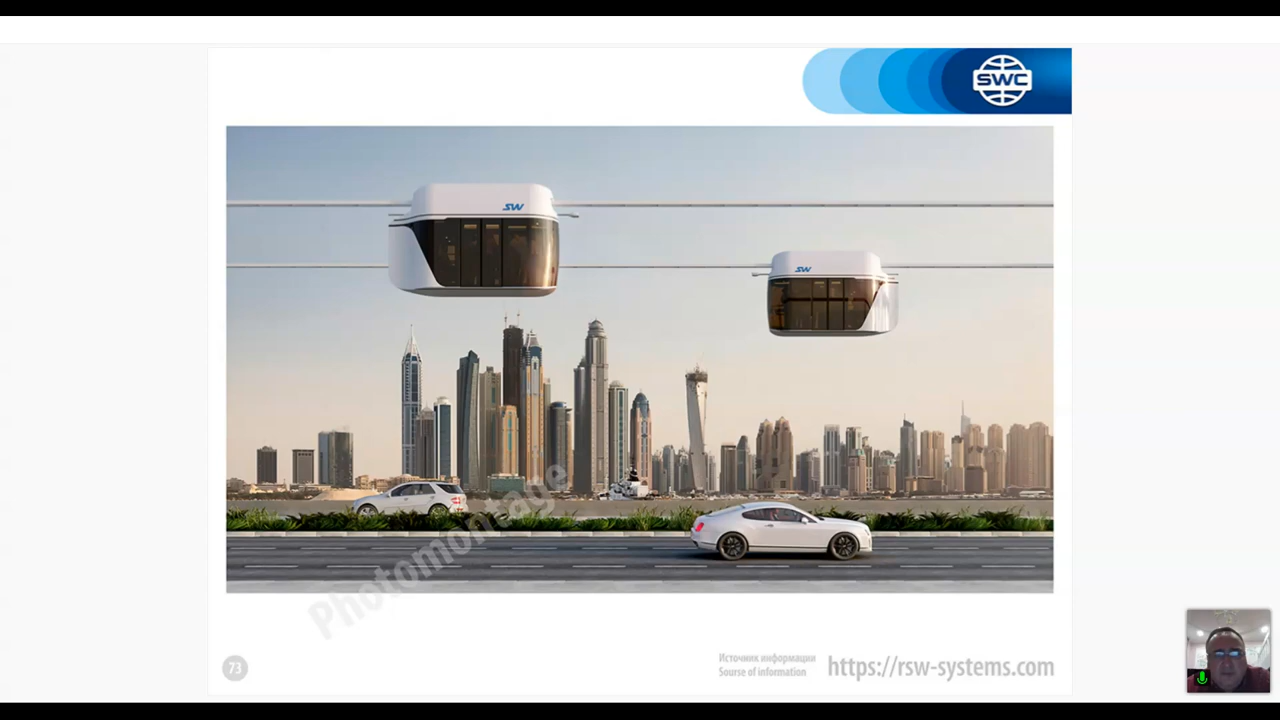 SWC
SW
SW
Photomontage
73
Источник информации
Sourse of information
https://rsw-systems.com